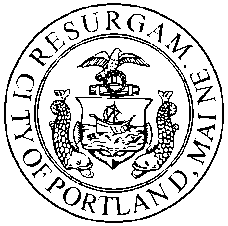 RESURGAM.
CITY OF PORTLAND, MAINE.